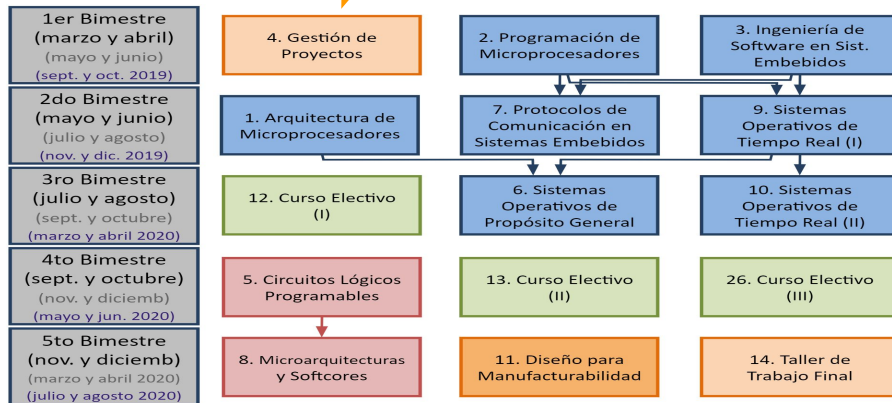 1er Bimestre
(marzo y abril)
(mayo y junio)
(sept. y oct. 2019)
4. Gestión de
Proyectos
2. Programación de
Microprocesadores
3. Ingeniería de
Software en Sist.
Embebidos
2do Bimestre
(mayo y junio)
(julio y agosto)
(nov. y dic. 2019)
1. Arquitectura de
Microprocesadores
7. Protocolos de
Comunicación en
Sistemas Embebidos
9. Sistemas
Operativos de
Tiempo Real (I)
3ro Bimestre
(julio y agosto)
(sept. y octubre)
(marzo y abril 2020)
12. Curso Electivo
(I)
6. Sistemas
Operativos de
Propósito General
10. Sistemas
Operativos de
Tiempo Real (II)
4to Bimestre
(sept. y octubre)
(nov. y diciemb)
(mayo y jun. 2020)
5. Circuitos Lógicos
Programables
13. Curso Electivo
(II)
26. Curso Electivo
(III)
5to Bimestre
(nov. y diciemb)
(marzo y abril 2020)
(julio y agosto 2020)
8. Microarquitecturas
y Softcores
11. Diseño para
Manufacturabilidad
14. Taller de
Trabajo Final